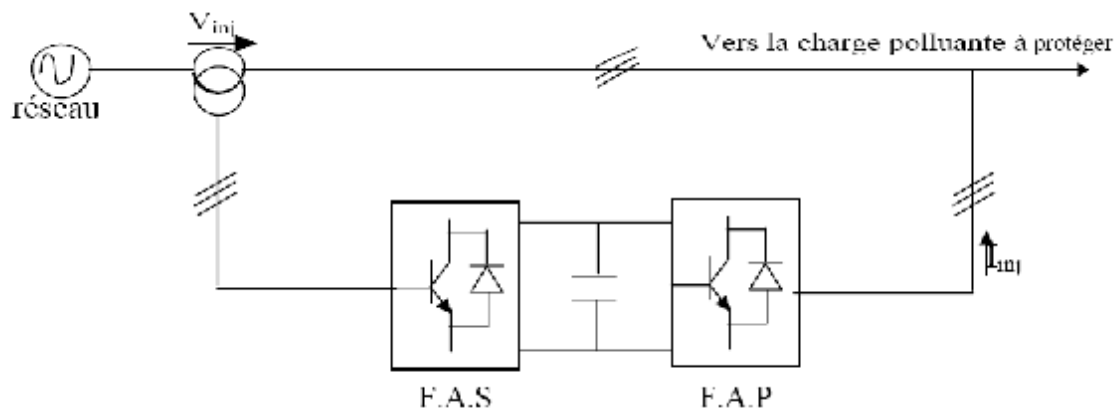 Vinj
Vers la charge polluante à protéger
réseau
Iinj
F.A.S
F.A.P